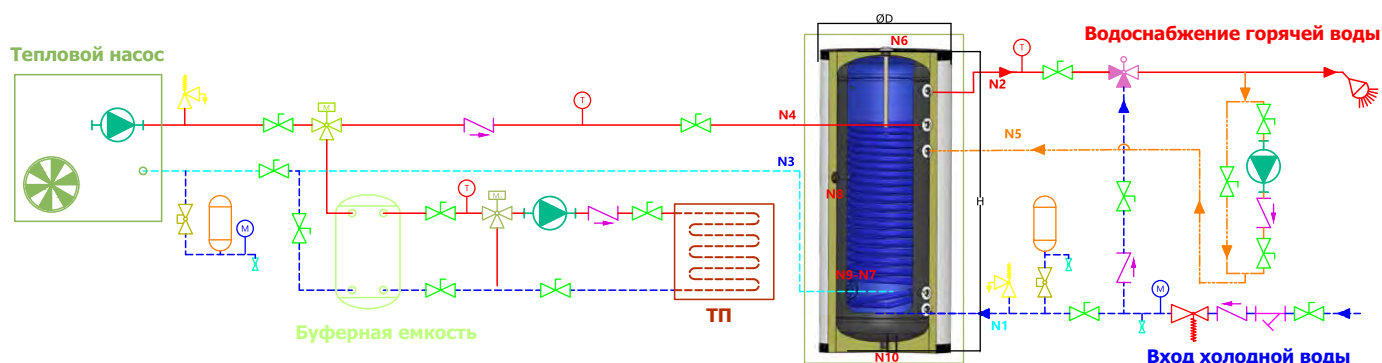 ØD
Тепловой насос
N6
Водоснабжение горячей воды
T
N2
M
T
N4
N5
N3
T
M
N8
H
M
N9-N7
ТП
M
Буферная емкость
N1
N10
Вход холодной воды